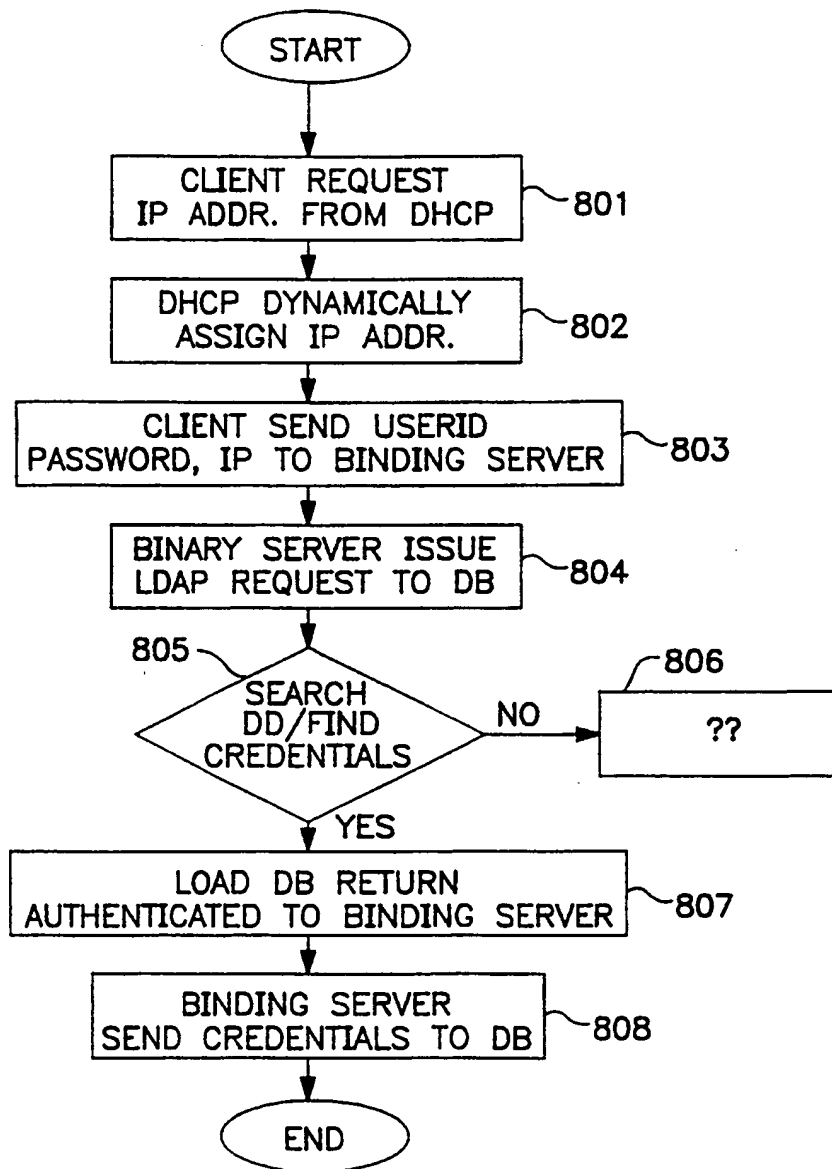 START
CLIENT REQUEST
IP ADDR. FROM DHCP
801
DHCP DYNAMICALLY
ASSIGN IP ADDR.
802
CLIENT SEND USERID
PASSWORD, IP TO BINDING SERVER
803
BINARY SERVER ISSUE
LDAP REQUEST TO DB
804
805
SEARCH
DD/FIND
CREDENTIALS
NO
806
??
YES
LOAD DB RETURN
AUTHENTICATED TO BINDING SERVER
807
BINDING SERVER
SEND CREDENTIALS TO DB
808
END